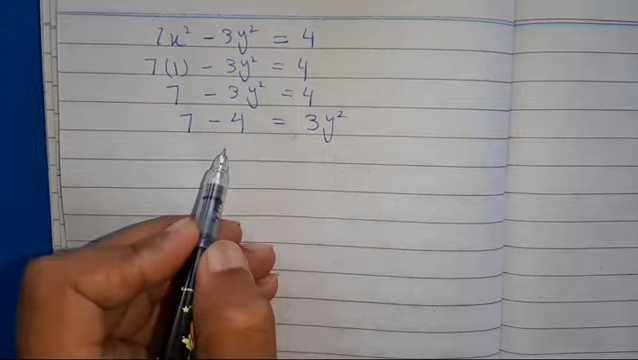 7x² - 3y² = 4
7(1) - 3y² = 4
7 - 3y² = 4
7 - 4 = 3y²